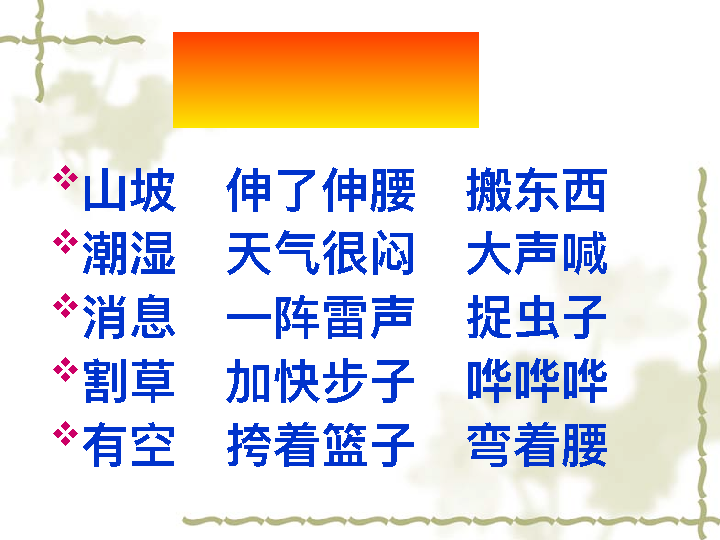 山坡 伸了伸腰 搬东西
潮湿 天气很闷 大声喊
消息 一阵雷声 捉虫子
割草 加快步子 哗哗哗
有空 挎着篮子 弯着腰